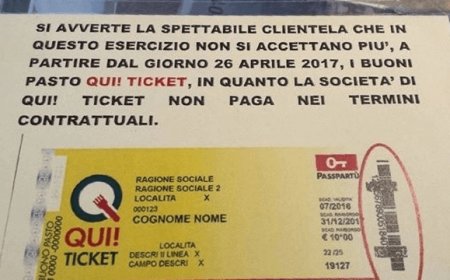 SI AVVERTE LA SPETTABILE CLIENTELA CHE IN
QUESTO ESERCIZIO NON SI ACCETTANO PIU', A
PARTIRE DAL GIORNO 26 APRILE 2017, I BUONI
PASTO QUI! TICKET, IN QUANTO LA SOCIETA' DI
QUI! TICKET NON PAGA NEI TERMINI
CONTRATTUALI.
RAGIONE SOCIALE
RAGIONE SOCIALE 2
LOCALITA X
000123
COGNOME NOME
LOCALITA
DESCRI II LINEA X
CAMPO DESCRI X
QUI!
TICKET
PASSPARTÙ
07/2016
31/12/201
€ 10*00
22/25
19127